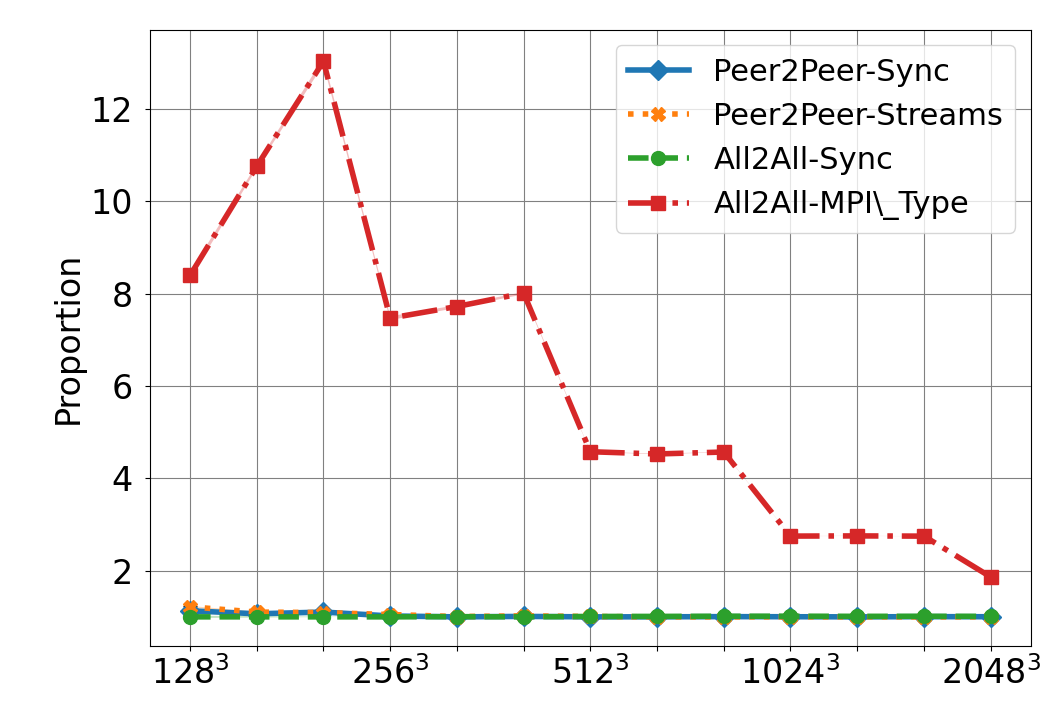 Peer2Peer-Sync
Peer2Peer-Streams
All2All-Sync
All2All-MPI\_Type
Proportion
12
10
8
6
4
2
128³ 256³ 512³ 1024³ 2048³